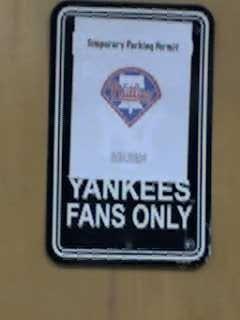 Temporary Parking Permit
Phillies
YANKEES
FANS ONLY